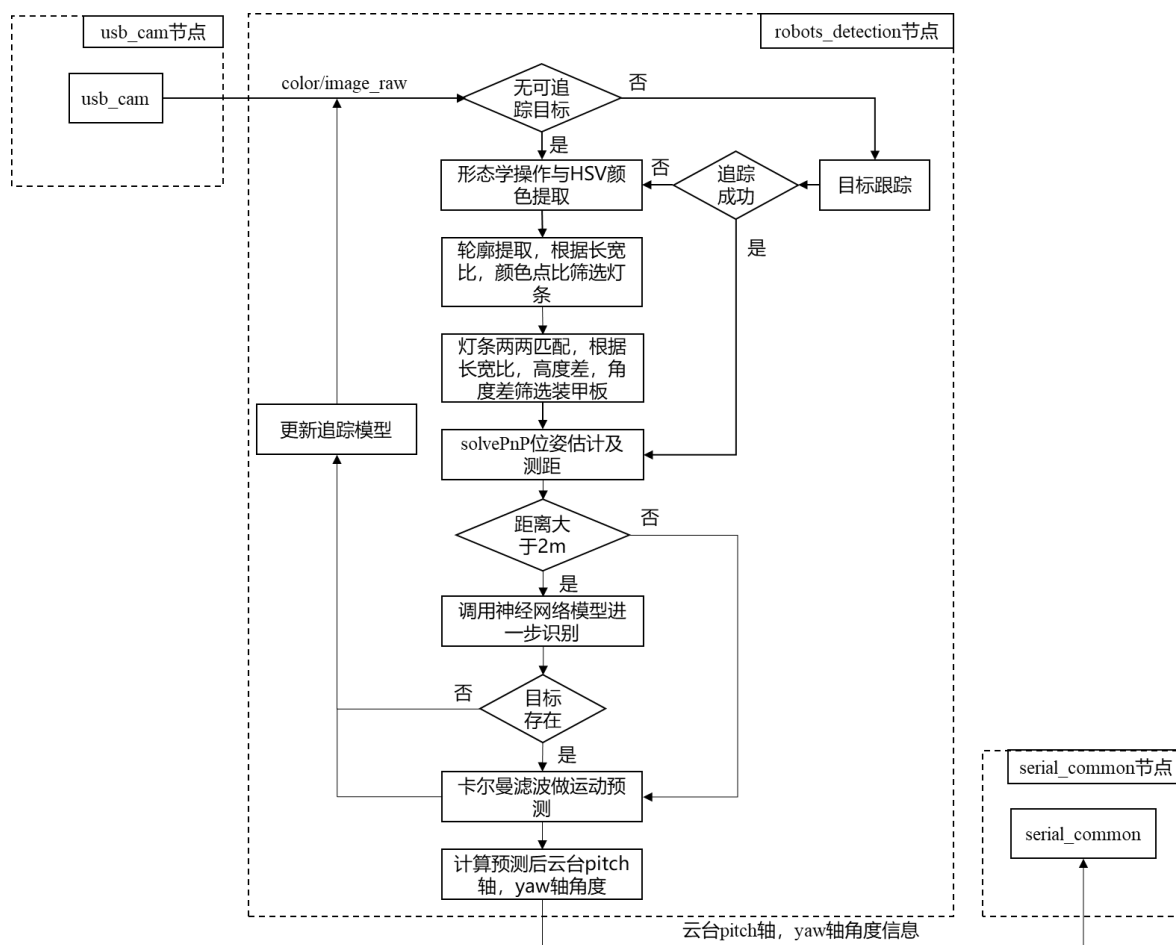 usb_cam节点
robots_detection节点
usb_cam
color/image_raw
无可追
踪目标
否
是
形态学操作与HSV颜
色提取
否
追踪
成功
目标跟踪
是
轮廓提取，根据长宽
比，颜色点比筛选灯
条
灯条两两匹配，根据
长宽比，高度差，角
度差筛选装甲板
更新追踪模型
solvePnP位姿估计及
测距
距离大
于2m
否
是
调用神经网络模型进
一步识别
否
目标
存在
是
卡尔曼滤波做运动预
测
serial_common节点
serial_common
计算预测后云台pitch
轴，yaw轴角度
云台pitch轴，yaw轴角度信息